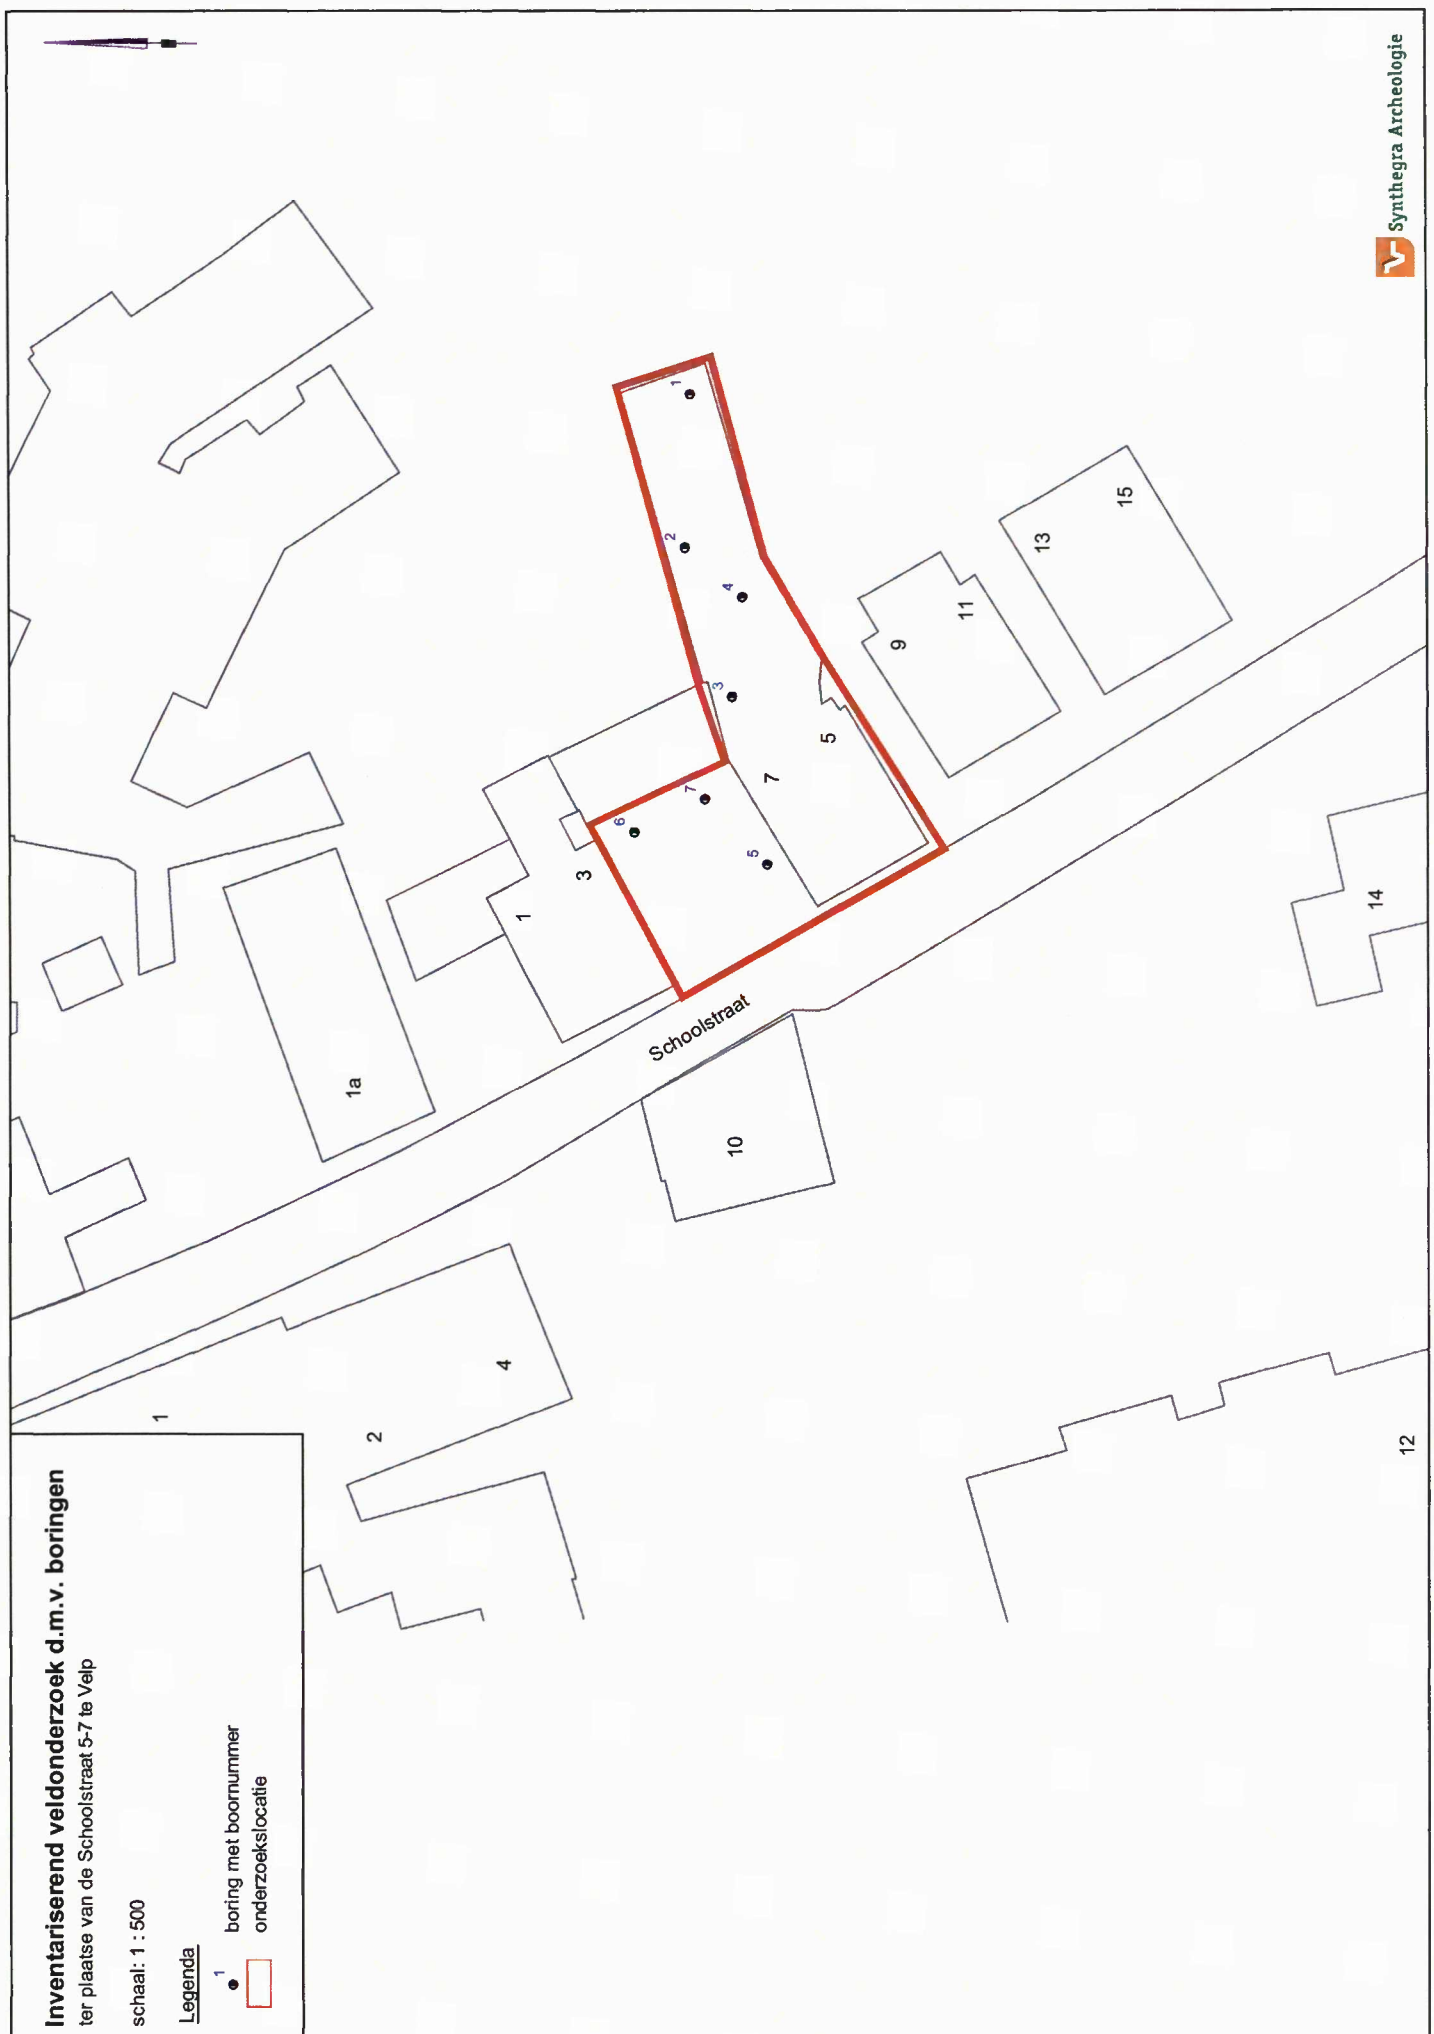 Inventariserend veldonderzoek d.m.v. boringen
ter plaatse van de Schoolstraat 5-7 te Velp
schaal: 1 : 500
Legenda
1
boring met boornummer
onderzoekslocatie
1
2
4
1a
1
3
6
7
5
3
2
4
1
7
5
Schoolstraat
10
9
11
13
15
14
12
Synthegra Archeologie